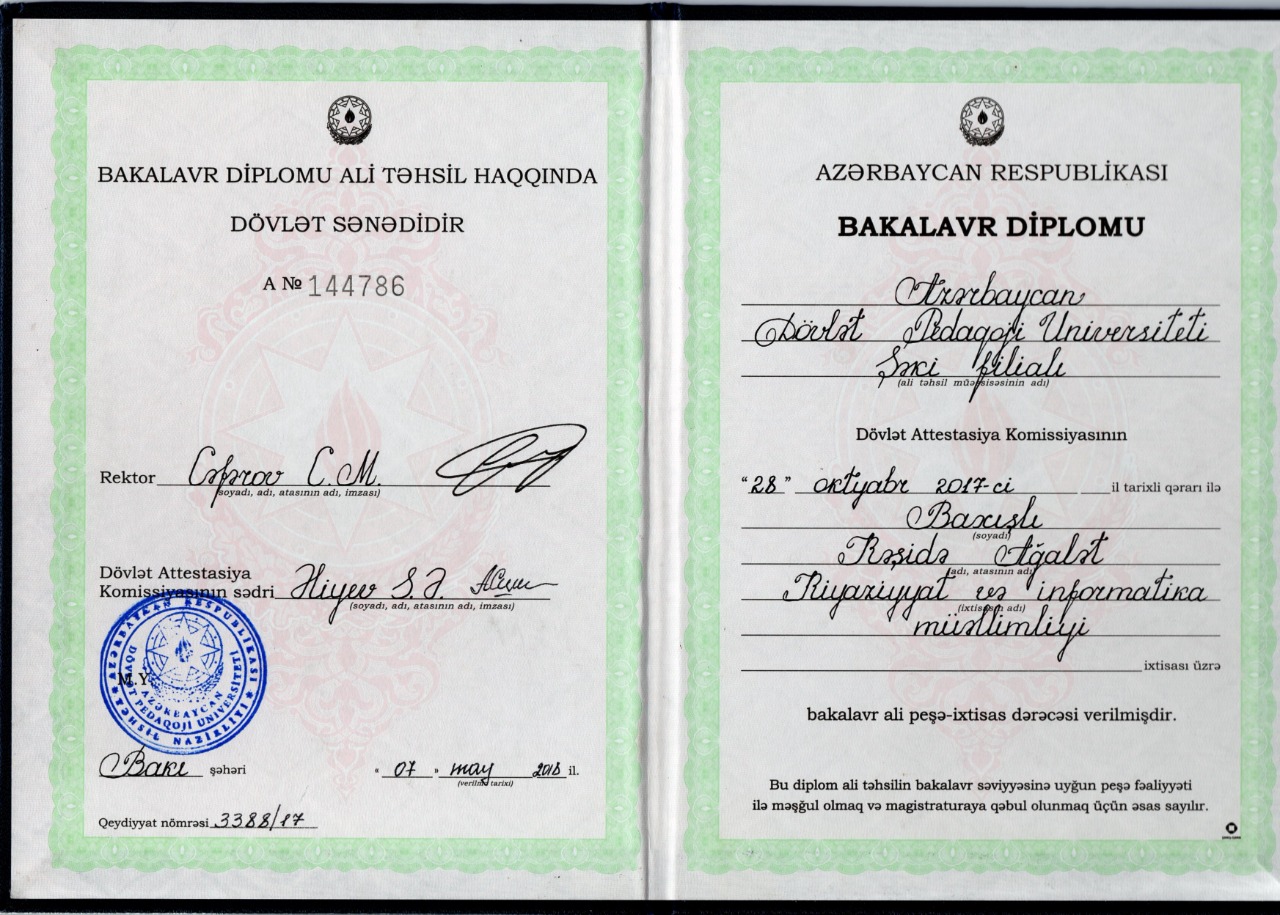 BAKALAVR DİPLOMU ALİ TƏHSİL HAQQINDA
DÖVLƏT SƏNƏDİDİR
A № 144786
Rektor Cəfərov C.M.
(soyadı, adı, atasının adı, imzası)
Dövlət Attestasiya
Komissiyasının sədri Əliyev S.Ə.
(soyadı, adı, atasının adı, imzası)
M.Y.
AZƏRBAYCAN RESPUBLİKASI
TƏHSİL NAZİRLİYİ
AZƏRBAYCAN
DÖVLƏT PEDAQOJİ UNİVERSİTETİ
Bakı şəhəri « 07 » may 2018 il.
(verilmə tarixi)
Qeydiyyat nömrəsi 3388/17
AZƏRBAYCAN RESPUBLİKASI
BAKALAVR DİPLOMU
Azərbaycan
Dövlət Pedaqoji Universiteti
Şəki filialı
(ali təhsil müəssisəsinin adı)
Dövlət Attestasiya Komissiyasının
"28" oktyabr 2017-ci il tarixli qərarı ilə
Baxışlı
(soyadı)
Rəşidə Ağalət
(adı, atasının adı)
Riyaziyyat və informatika
(ixtisasın adı)
müəllimliyi
ixtisası üzrə
bakalavr ali peşə-ixtisas dərəcəsi verilmişdir.
Bu diplom ali təhsilin bakalavr səviyyəsinə uyğun peşə fəaliyyəti
ilə məşğul olmaq və magistraturaya qəbul olunmaq üçün əsas sayılır.